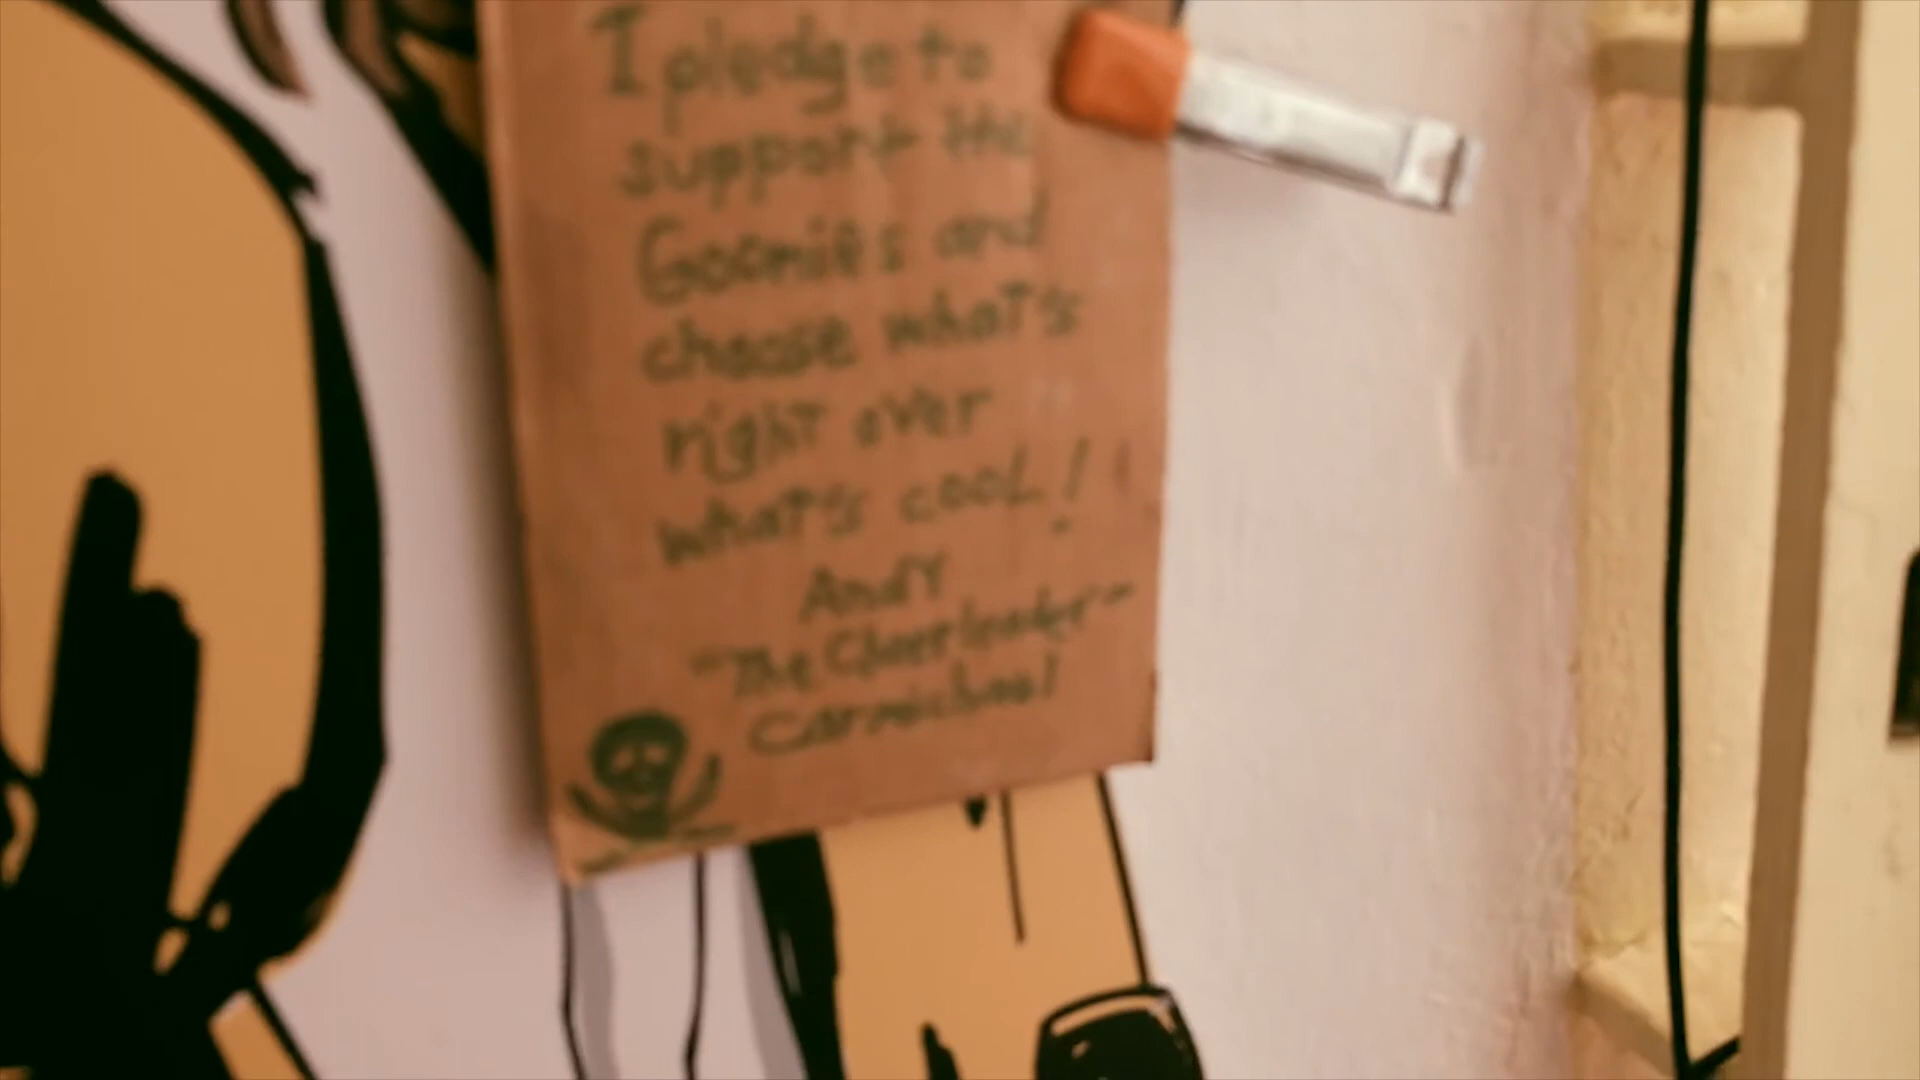 I pledge to
support the
Goonies and
choose what's
right over
what's cool!
Andy
"The Cheerleader"
Carmichael